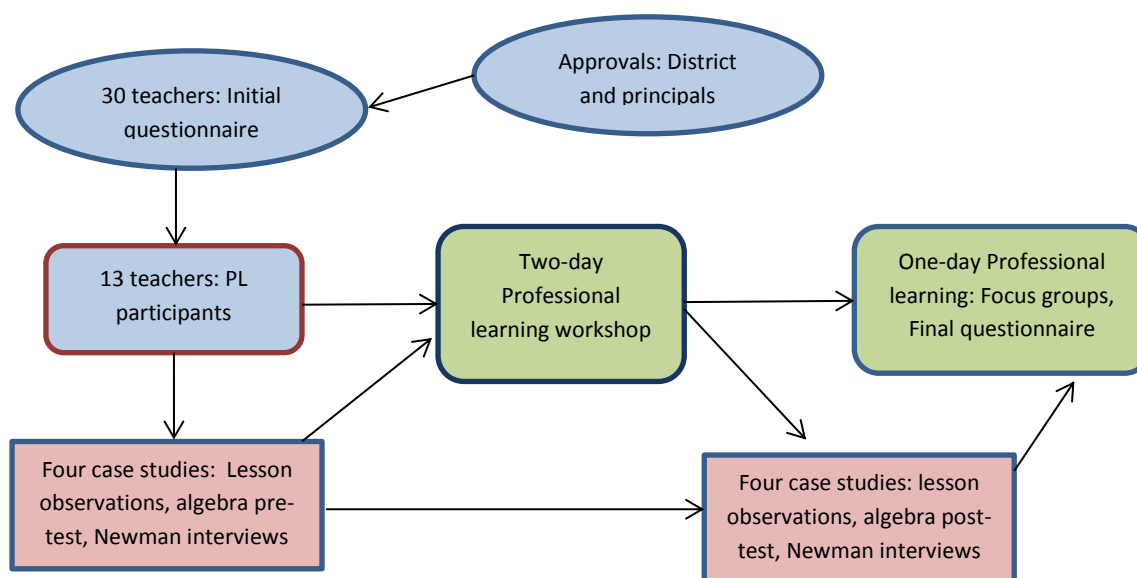 30 teachers: Initial
questionnaire
Approvals: District
and principals
13 teachers: PL
participants
Two-day
Professional
learning workshop
One-day Professional
learning: Focus groups,
Final questionnaire
Four case studies:  Lesson
observations, algebra pre-
test, Newman interviews
Four case studies: lesson
observations, algebra post-
test, Newman interviews